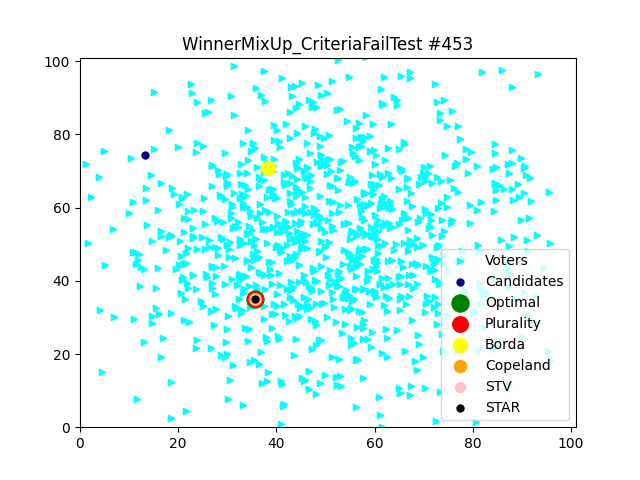 WinnerMixUp_CriteriaFailTest #453
100
80
60
40
20
0
0 20 40 60 80 100
Voters
Candidates
Optimal
Plurality
Borda
Copeland
STV
STAR